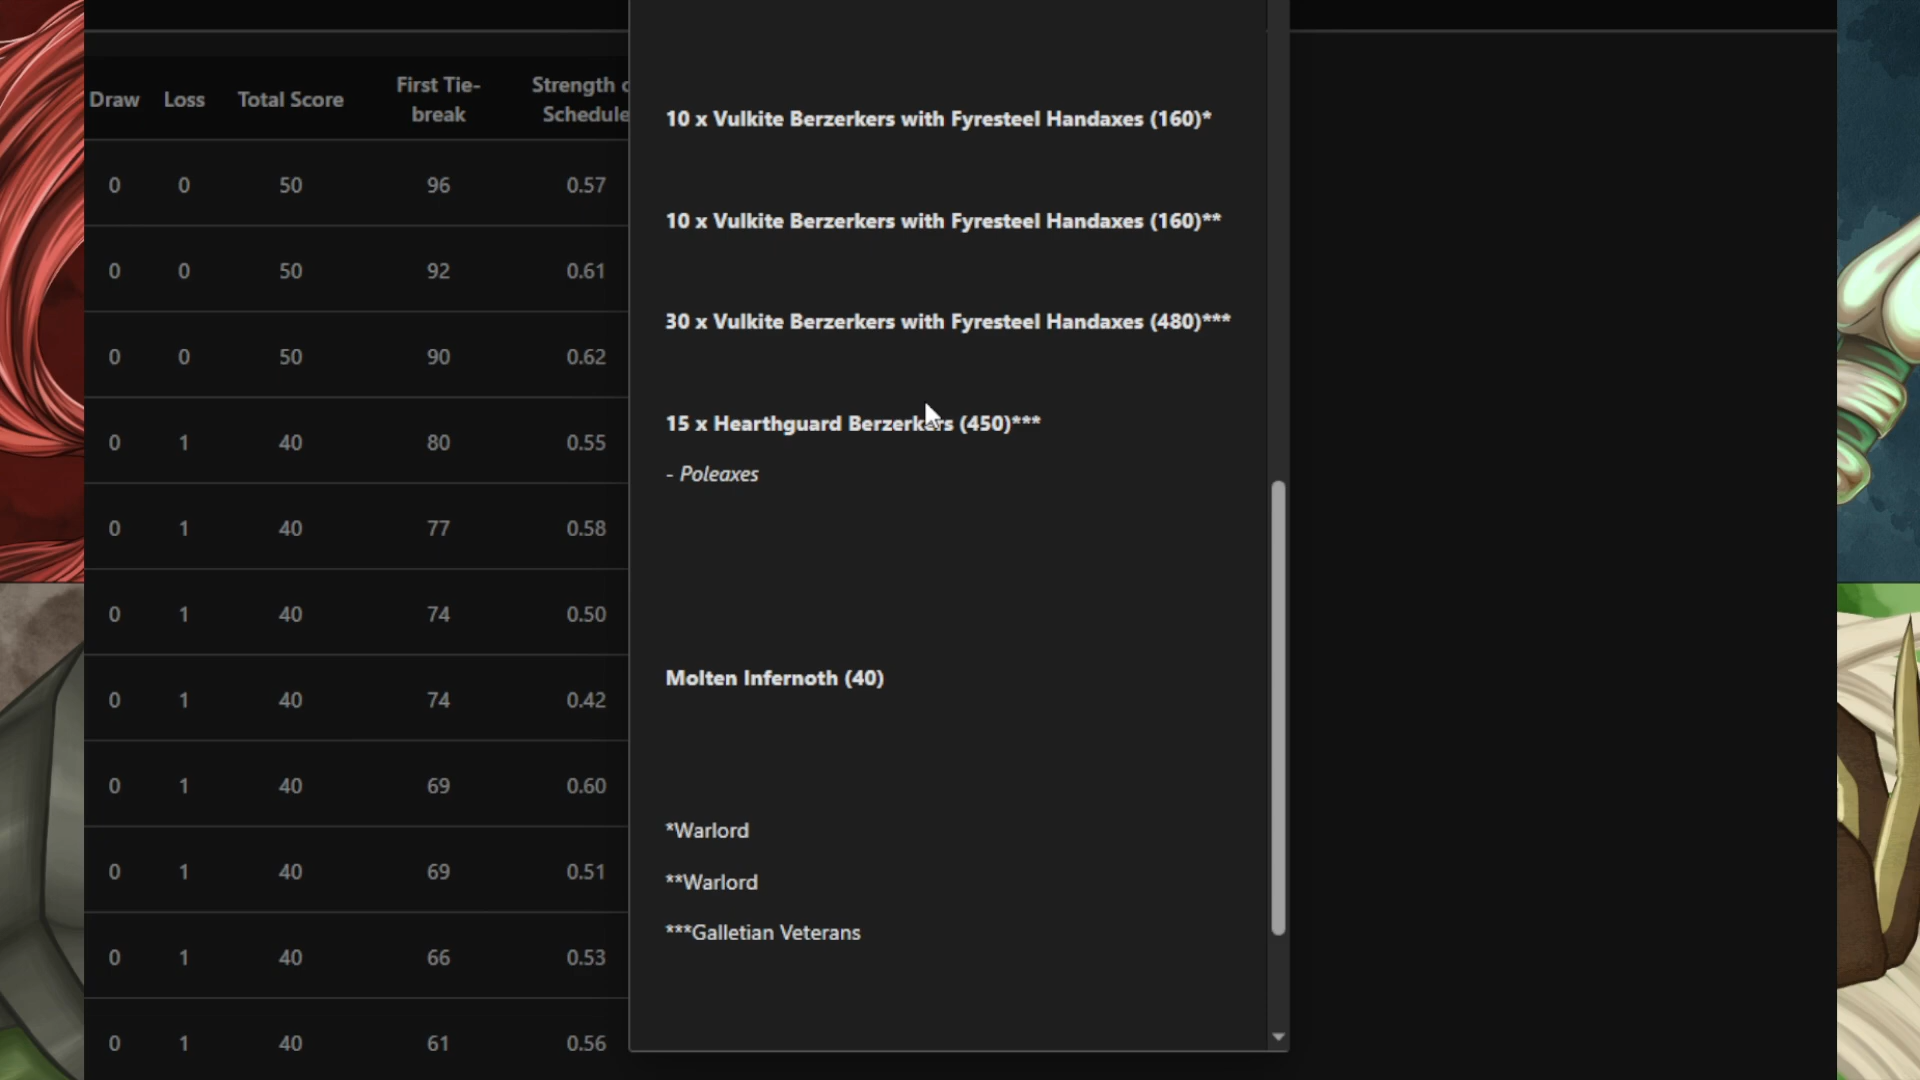 Draw Loss Total Score First Tie-break Strength Schedule
0 0 50 96 0.57
0 0 50 92 0.61
0 0 50 90 0.62
0 1 40 80 0.55
0 1 40 77 0.58
0 1 40 74 0.50
0 1 40 74 0.42
0 1 40 69 0.60
0 1 40 69 0.51
0 1 40 66 0.53
0 1 40 61 0.56
10 x Vulkite Berzerkers with Fyresteel Handaxes (160)*
10 x Vulkite Berzerkers with Fyresteel Handaxes (160)**
30 x Vulkite Berzerkers with Fyresteel Handaxes (480)***
15 x Hearthguard Berzerkers (450)***
- Poleaxes
Molten Infernoth (40)
*Warlord
**Warlord
***Galletian Veterans